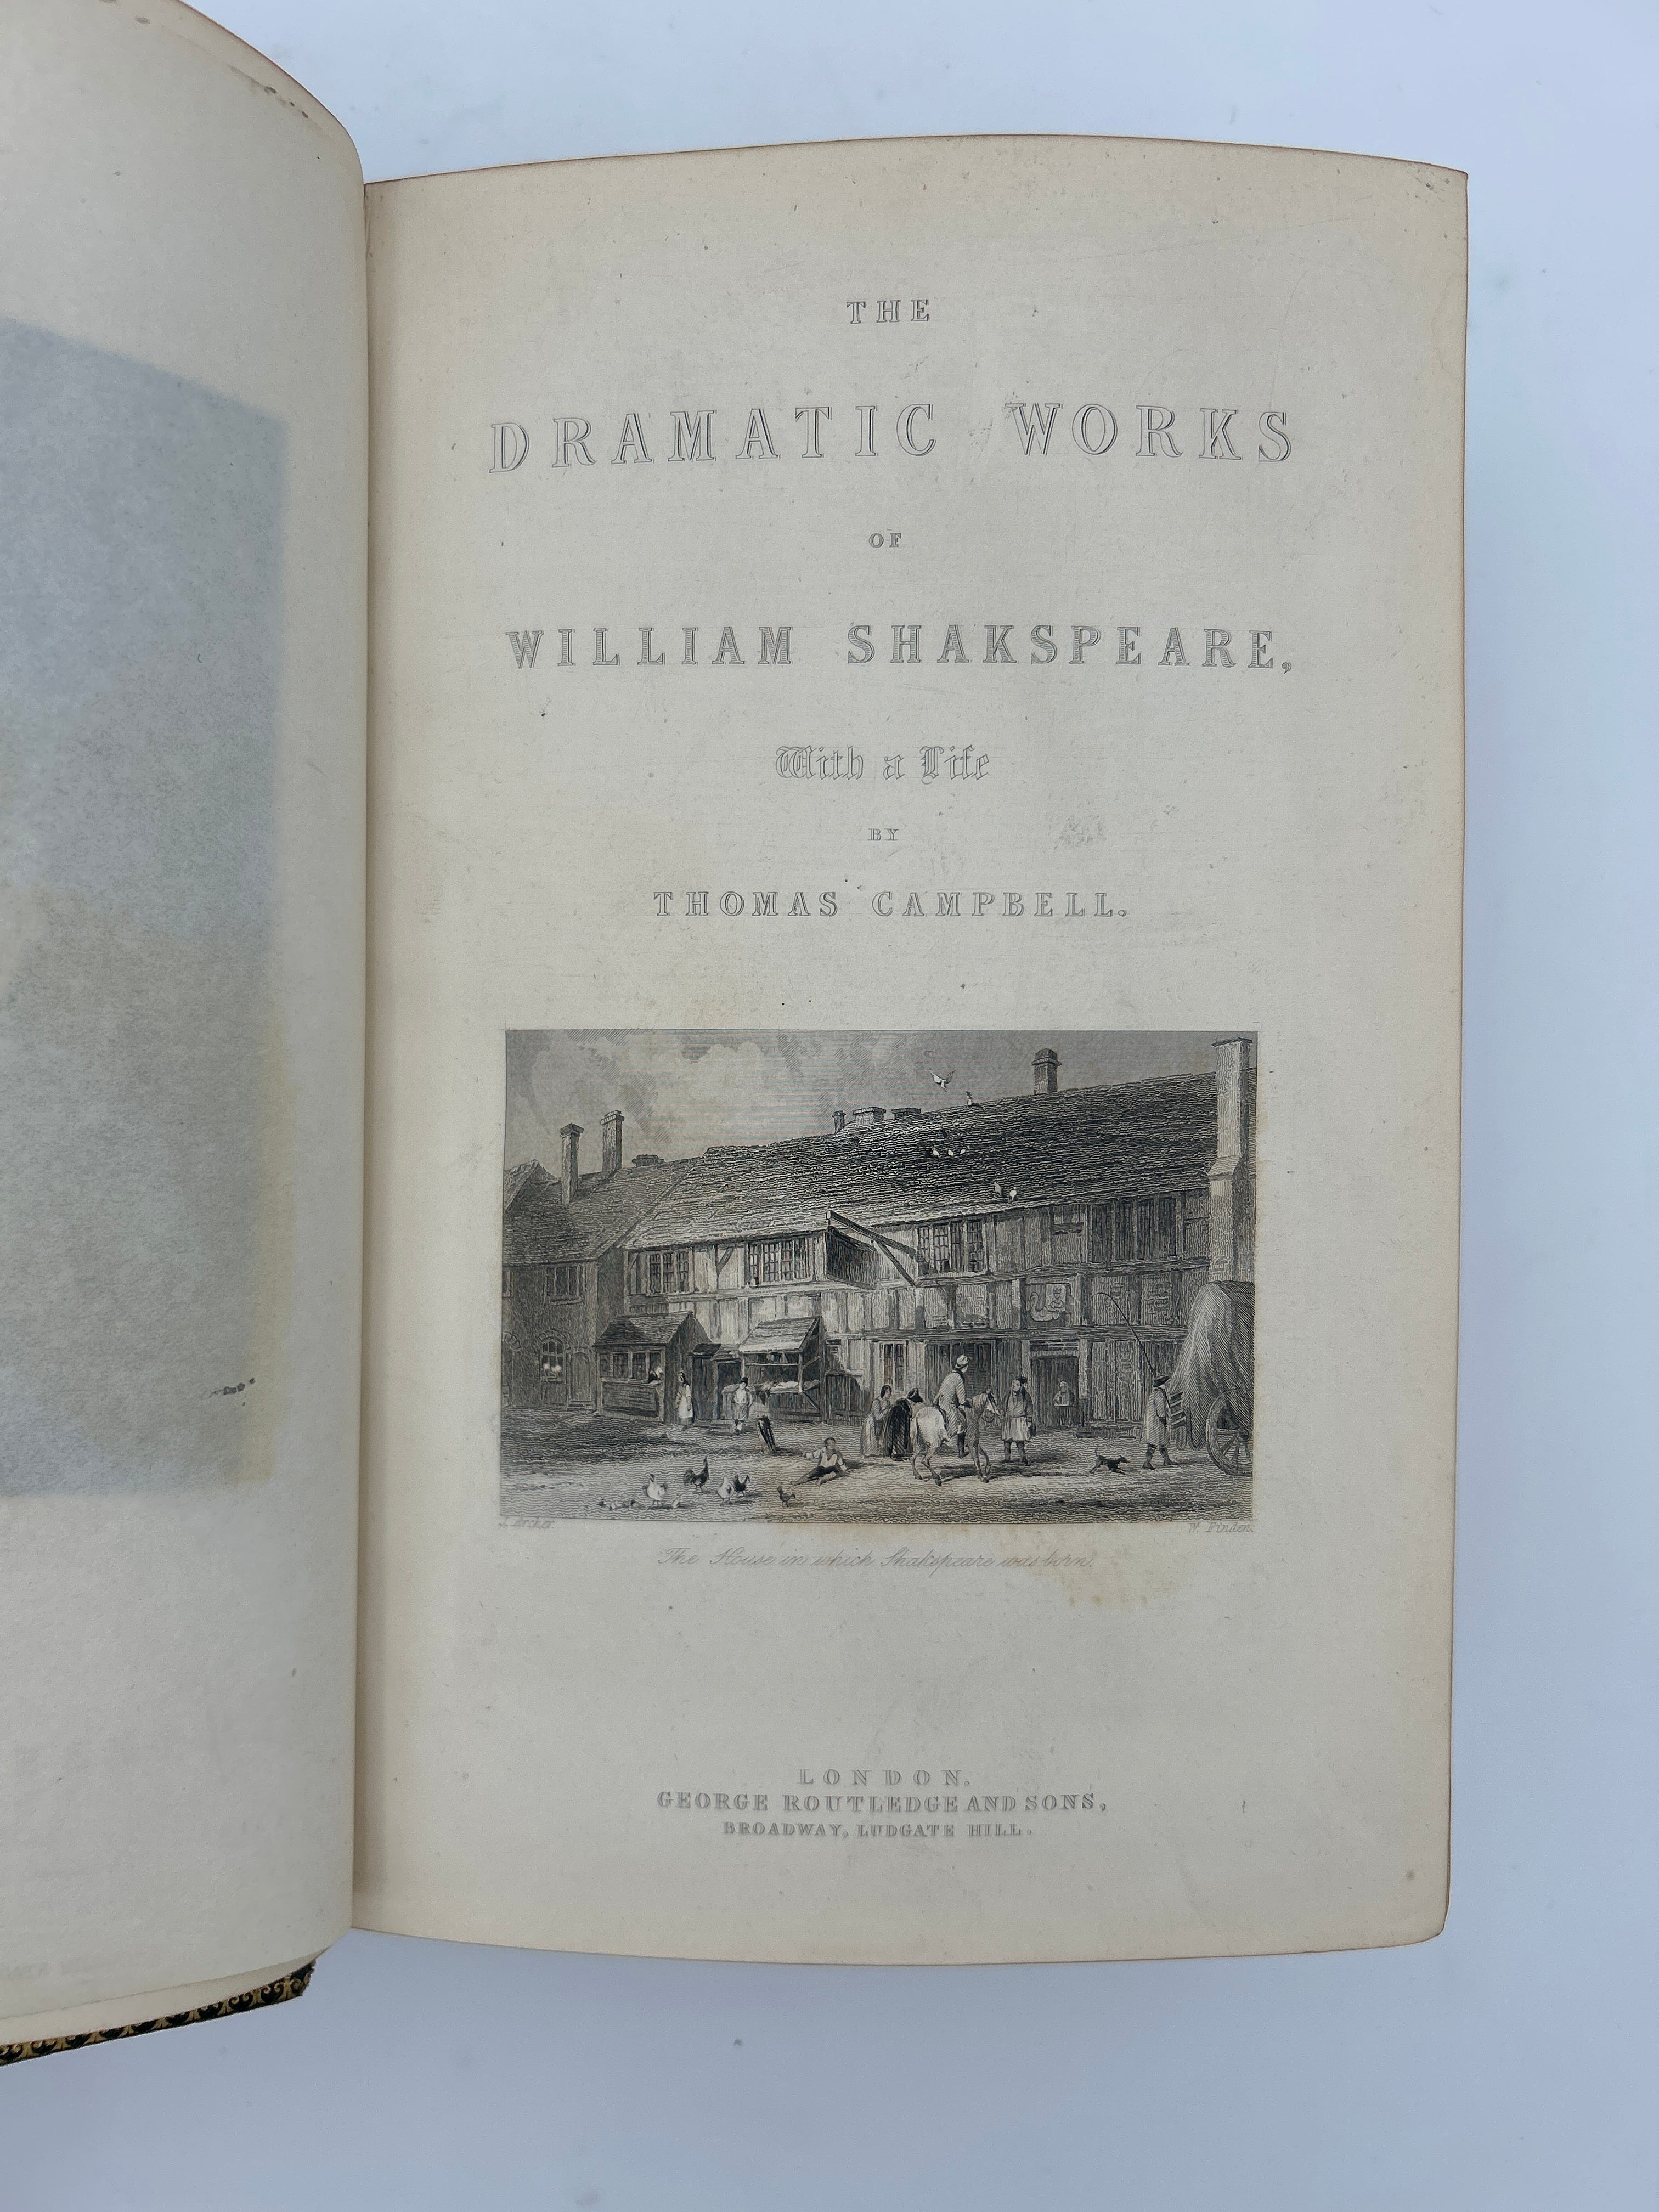 THE
DRAMATIC WORKS
OF
WILLIAM SHAKSPEARE,
With a Life
BY
THOMAS CAMPBELL.
W. Finden.
The House in which Shakspeare was born.
LONDON.
GEORGE ROUTLEDGE AND SONS,
BROADWAY, LUDGATE HILL.